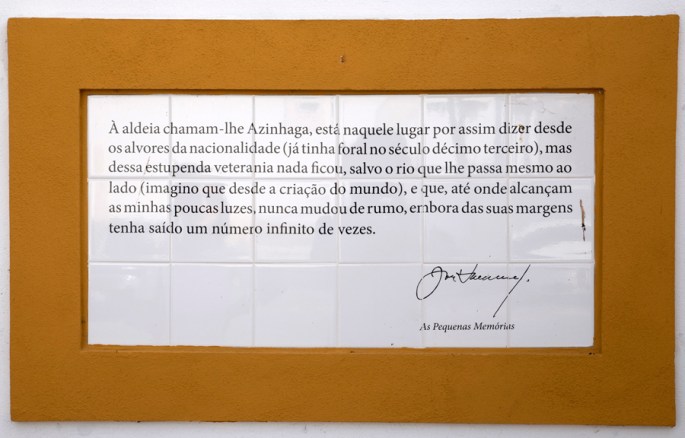 À aldeia chamam-lhe Azinhaga, está naquele lugar por assim dizer desde
os alvores da nacionalidade (já tinha foral no século décimo terceiro), mas
dessa estupenda veterania nada ficou, salvo o rio que lhe passa mesmo ao
lado (imagino que desde a criação do mundo), e que, até onde alcançam
as minhas poucas luzes, nunca mudou de rumo, embora das suas margens
tenha saído um número infinito de vezes.
José Saramago
As Pequenas Memórias